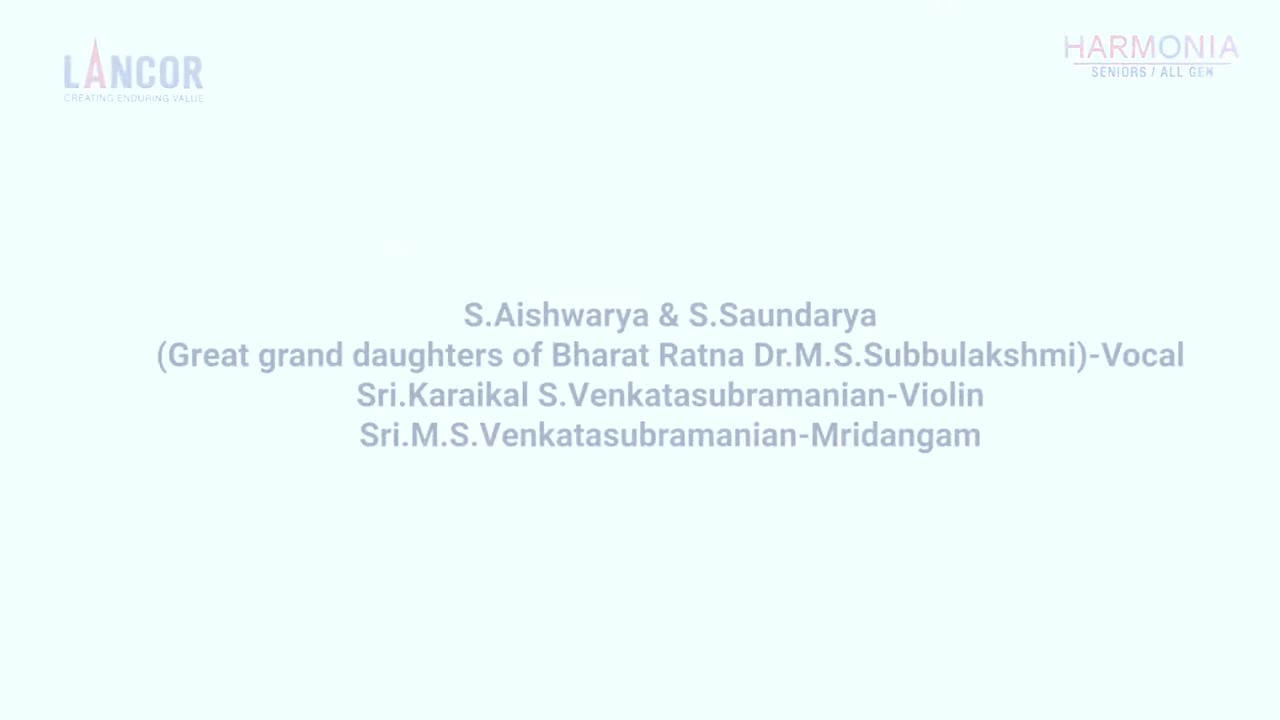 LANCOR
CREATING ENDURING VALUE
HARMONIA
SENIORS / ALL GEN
S.Aishwarya & S.Saundarya
(Great grand daughters of Bharat Ratna Dr.M.S.Subbulakshmi)-Vocal
Sri.Karaikal S.Venkatasubramanian-Violin
Sri.M.S.Venkatasubramanian-Mridangam